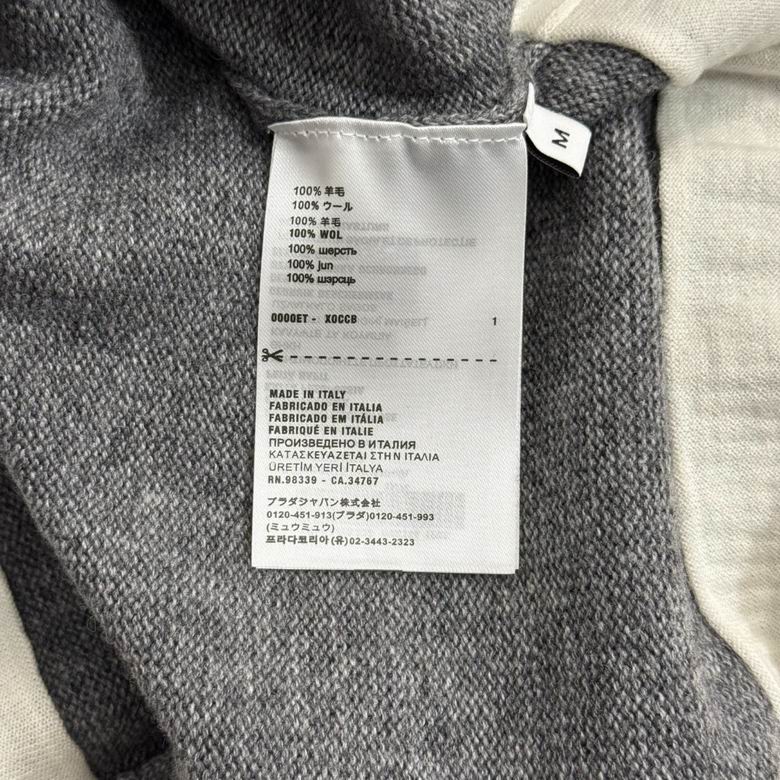 M
100% 羊毛
100% ウール
100% 羊毛
100% WOL
100% шерсть
100% jun
100% шэрсць
0000ET - X0CCB 1
MADE IN ITALY
FABRICADO EN ITALIA
FABRICADO EM ITÁLIA
FABRIQUÉ EN ITALIE
ПРОИЗВЕДЕНО В ИТАЛИЯ
ΚΑΤΑΣΚΕΥΑΖΕΤΑΙ ΣΤΗ Ν ΙΤΑΛΙΑ
ÜRETİM YERİ İTALYA
RN.98339 - CA.34767
プラダジャパン株式会社
0120-451-913(プラダ)0120-451-993
(ミュウミュウ)
프라다코리아 (유)02-3443-2323